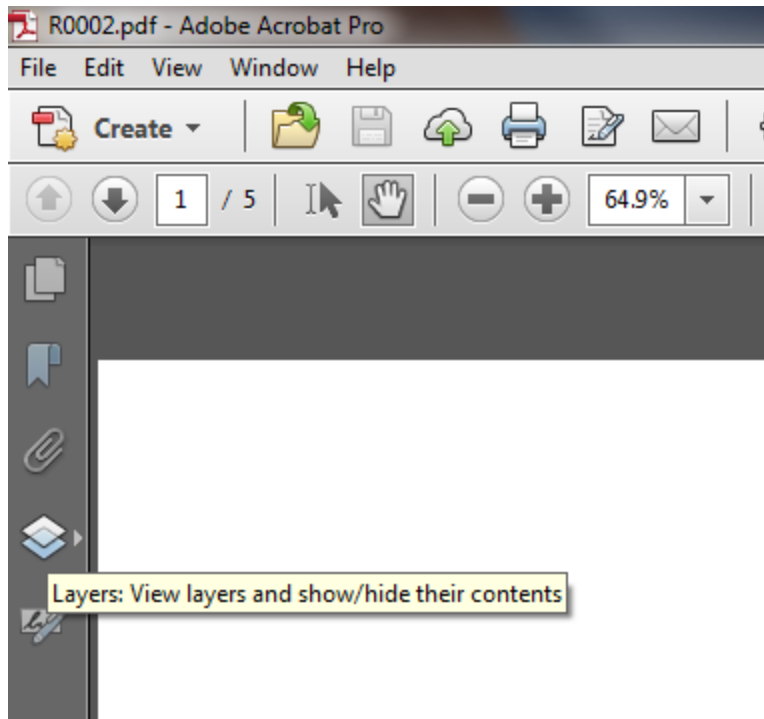 R0002.pdf - Adobe Acrobat Pro
File Edit View Window Help
Create
1 / 5 64.9%
Layers: View layers and show/hide their contents